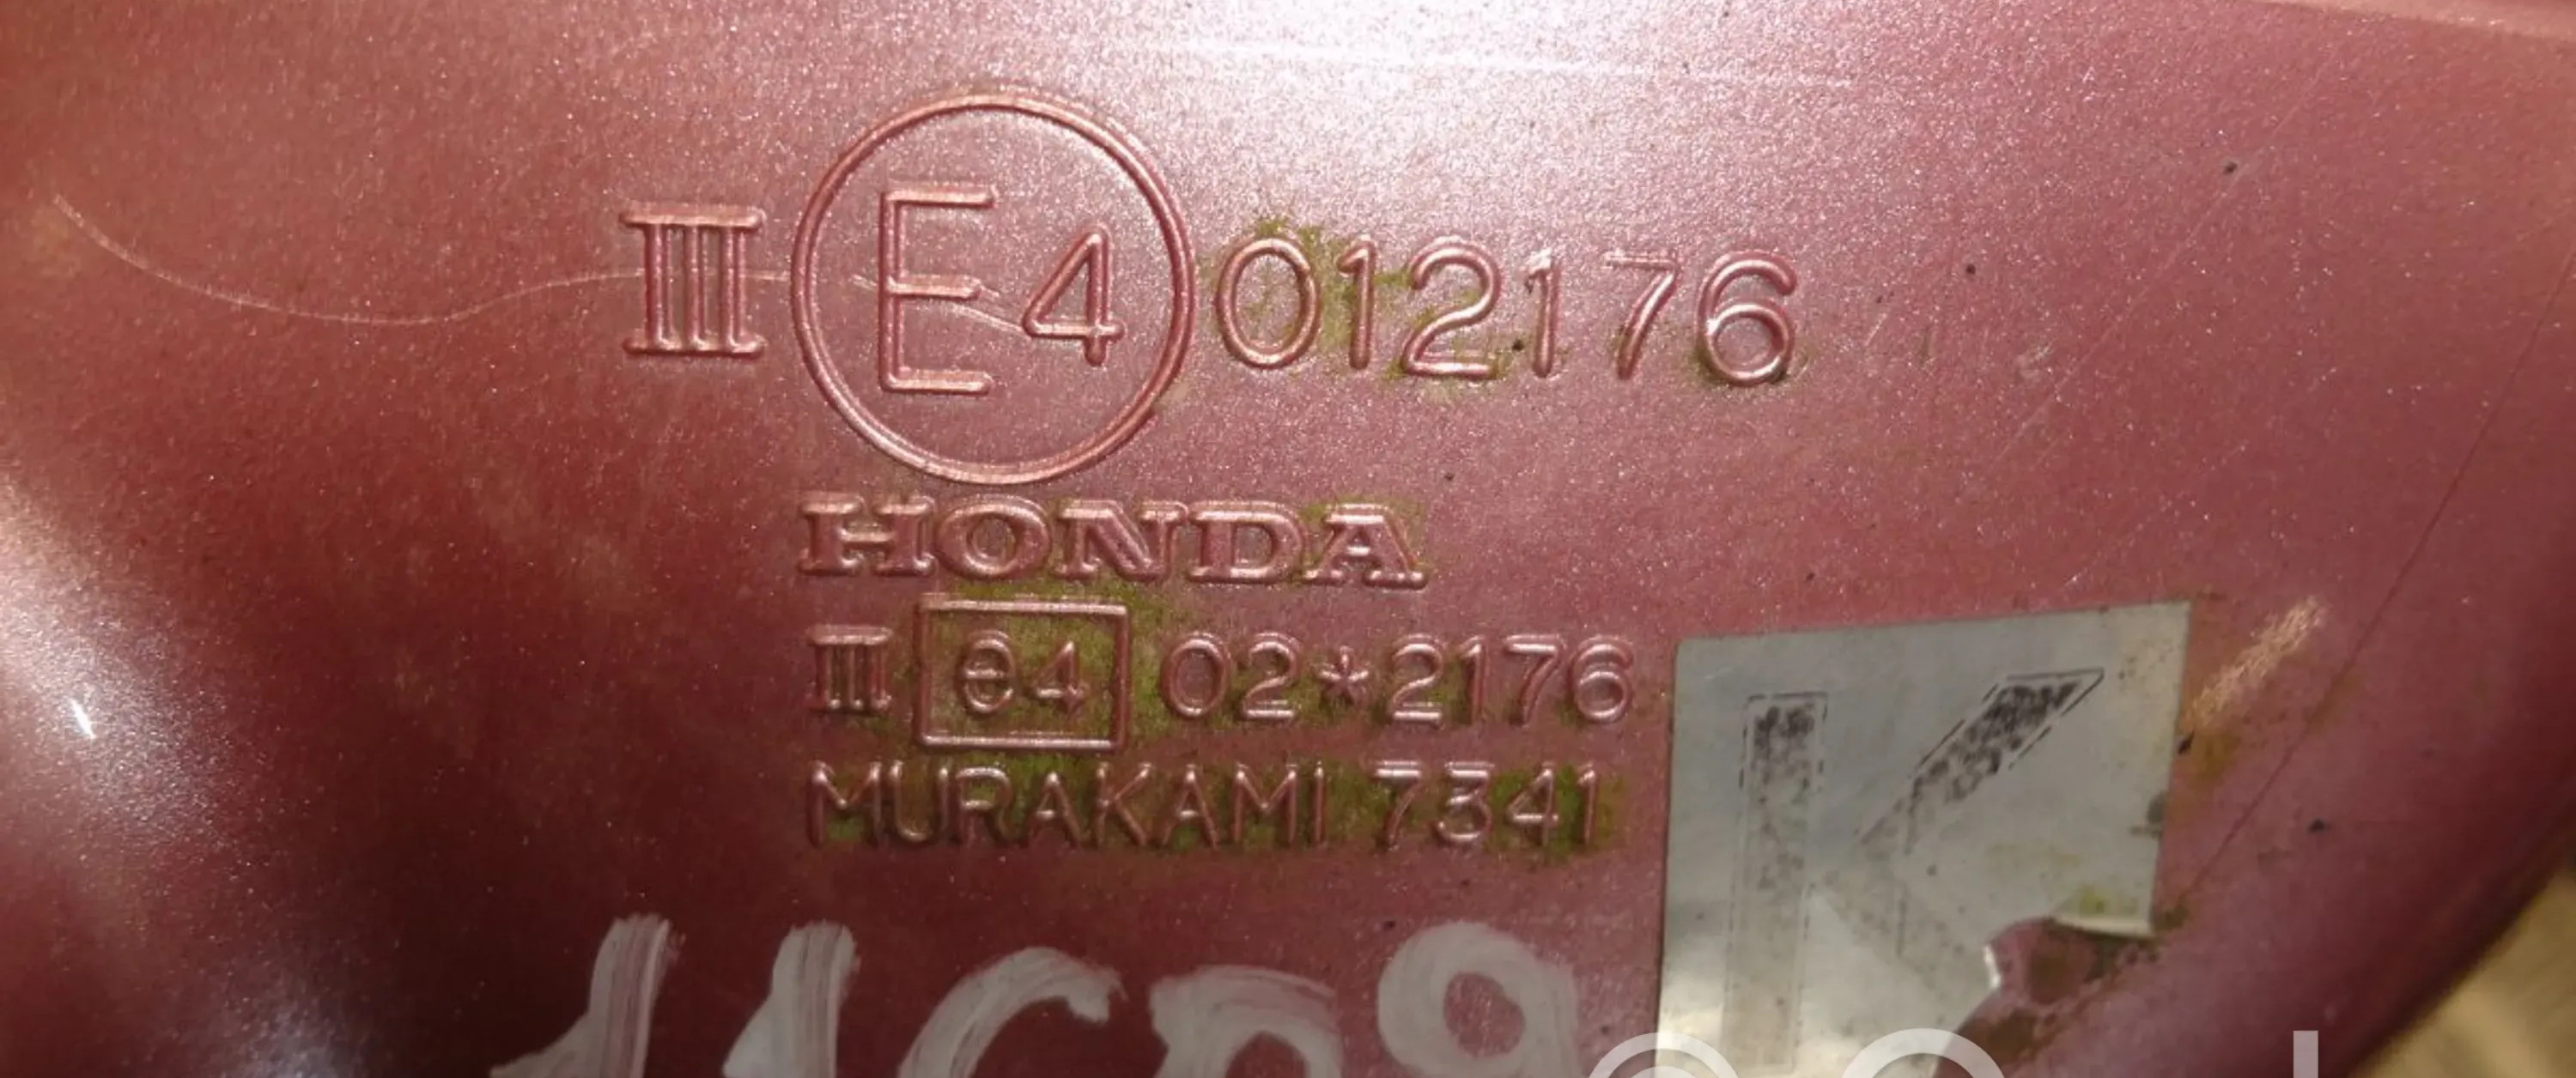 III E4 012176
HONDA
III e4 02*2176
MURAKAMI 7341
K